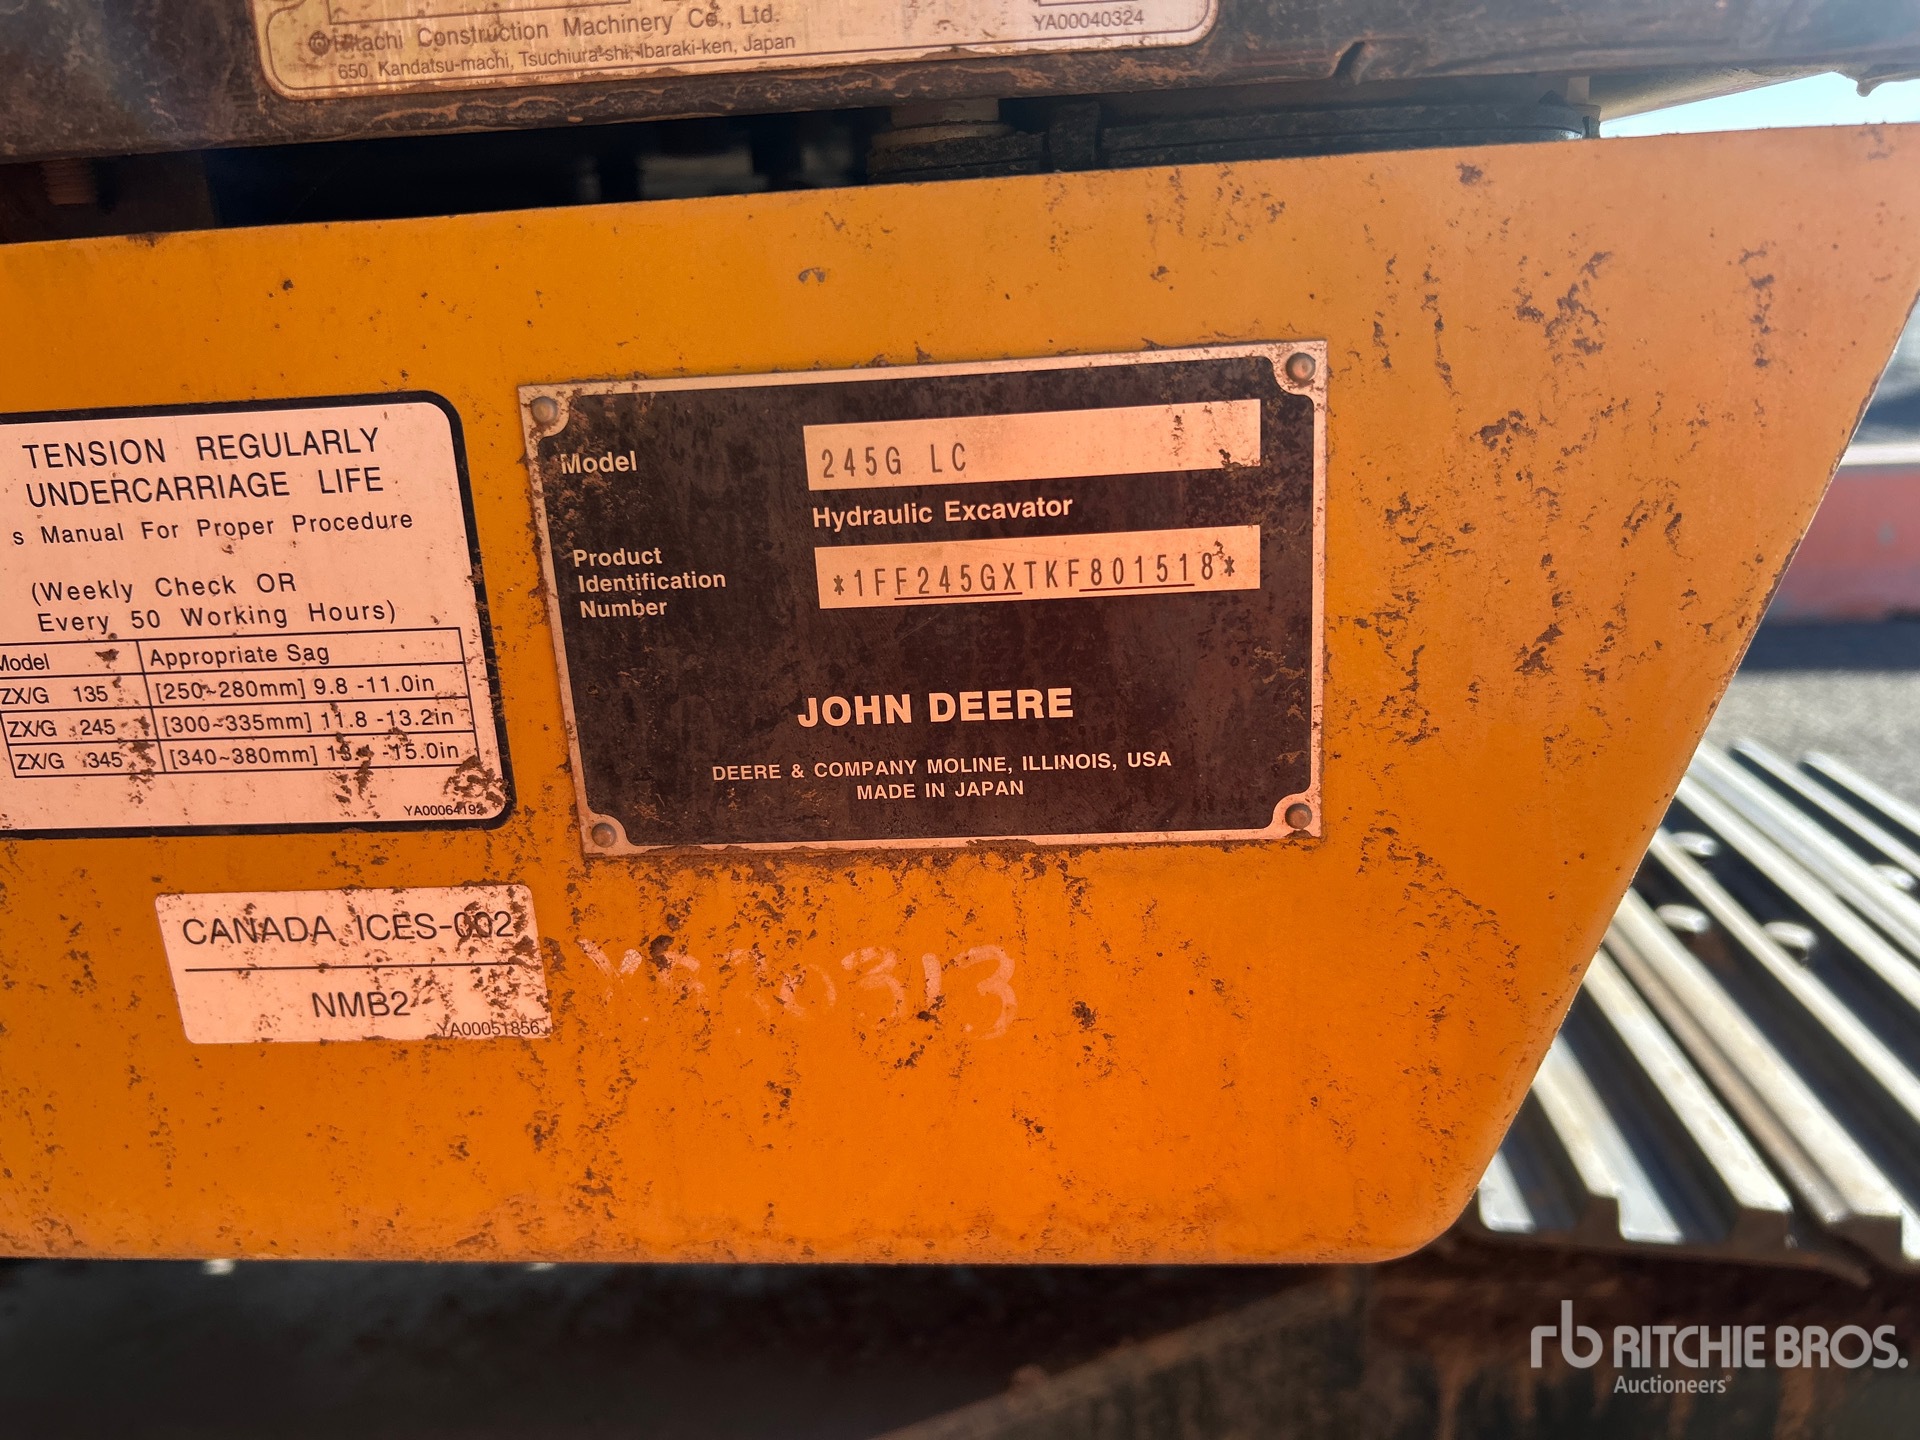 Hitachi Construction Machinery Co., Ltd.
650, Kandatsu-machi, Tsuchiura-shi, Ibaraki-ken, Japan
YA00040324
TENSION REGULARLY
UNDERCARRIAGE LIFE
s Manual For Proper Procedure
(Weekly Check OR
Every 50 Working Hours)
Model Appropriate Sag
ZX/G 135 [250~280mm] 9.8 -11.0in
ZX/G 245 [300~335mm] 11.8 -13.2in
ZX/G 345 [340~380mm] -15.0in
YA00064192
Model 245G LC
Hydraulic Excavator
Product
Identification
Number
*1FF245GXTKF801518*
JOHN DEERE
DEERE & COMPANY MOLINE, ILLINOIS, USA
MADE IN JAPAN
CANADA ICES-002
NMB2
YA00051856
rb RITCHIE BROS.
Auctioneers